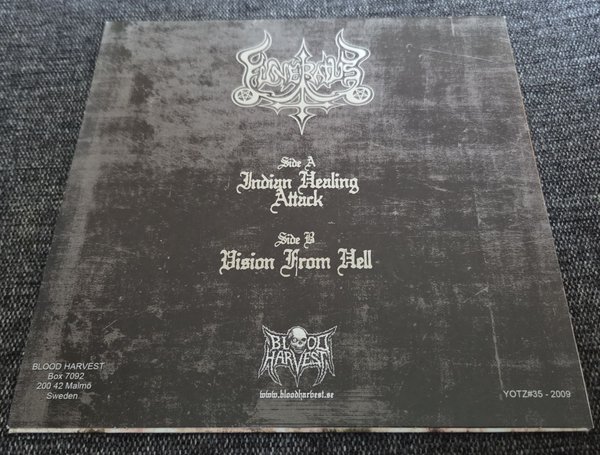 Side A
Indian Healing
Attack
Side B
Vision From Hell
BLOOD
HARVEST
www.bloodharvest.se
BLOOD HARVEST
Box 7092
200 42 Malmö
Sweden
YOTZ#35 - 2009